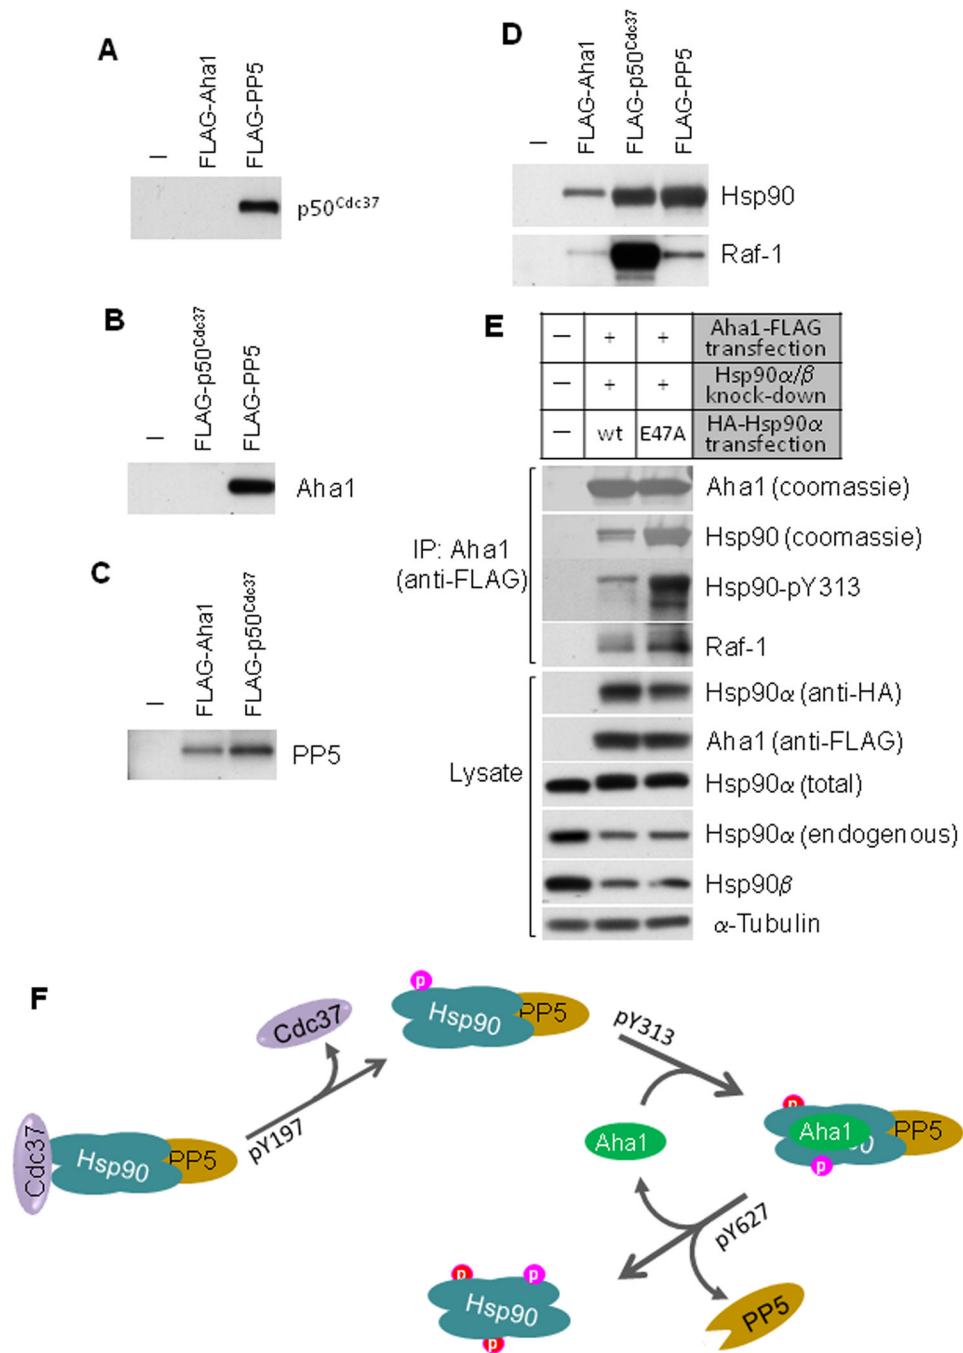 A
–
FLAG-Aha1
FLAG-PP5
p50Cdc37
B
–
FLAG-p50Cdc37
FLAG-PP5
Aha1
C
–
FLAG-Aha1
FLAG-p50Cdc37
PP5
D
–
FLAG-Aha1
FLAG-p50Cdc37
FLAG-PP5
Hsp90
Raf-1
E
– + + Aha1-FLAG
transfection
– + + Hsp90α/β
knock-down
– wt E47A HA-Hsp90α
transfection
IP: Aha1
(anti-FLAG)
Aha1 (coomassie)
Hsp90 (coomassie)
Hsp90-pY313
Raf-1
Lysate
Hsp90α (anti-HA)
Aha1 (anti-FLAG)
Hsp90α (total)
Hsp90α (endogenous)
Hsp90β
α-Tubulin
F
Cdc37
Hsp90
PP5
pY197
Cdc37
p
Hsp90
PP5
pY313
Aha1
p
Aha1
90
PP5
p
pY627
PP5
p
p
Hsp90
p